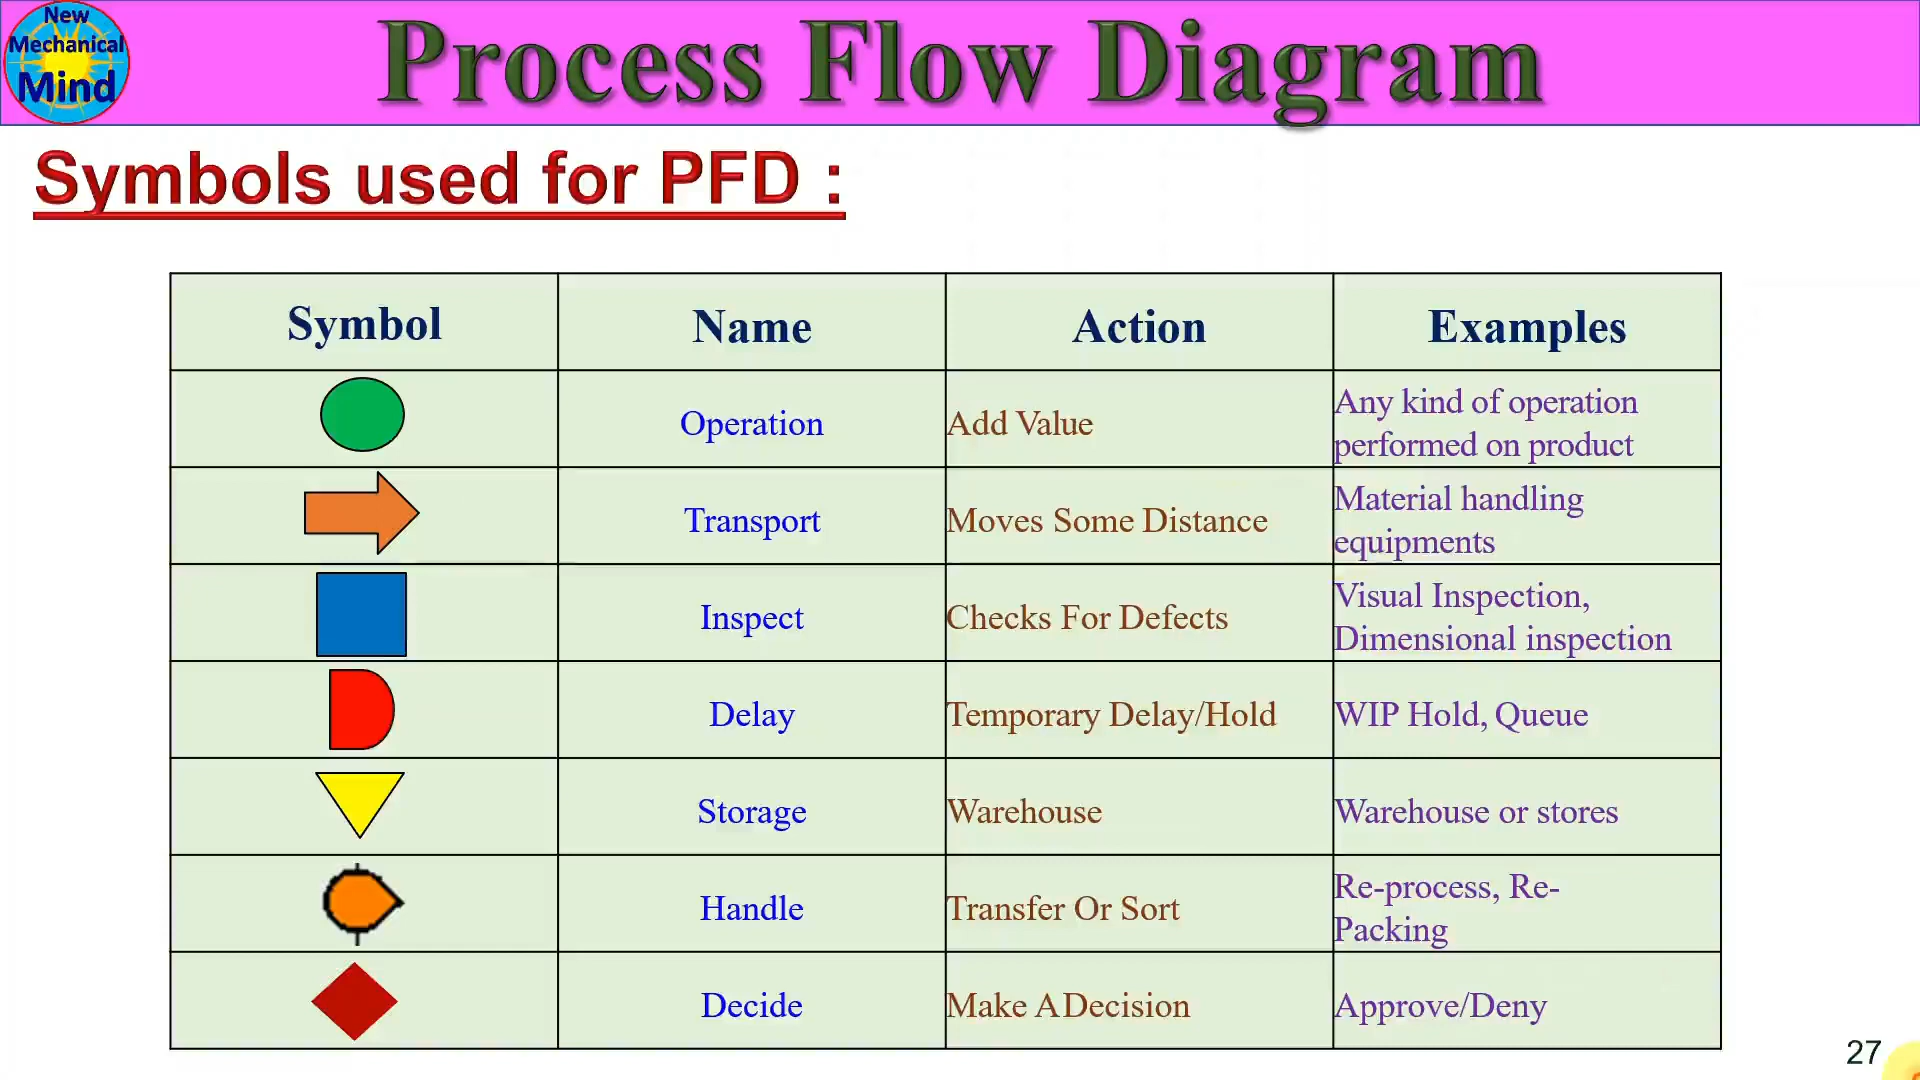 New
Mechanical
Mind
Process Flow Diagram
Symbols used for PFD :
Symbol Name Action Examples
Operation Add Value Any kind of operation
performed on product
Transport Moves Some Distance Material handling
equipments
Inspect Checks For Defects Visual Inspection,
Dimensional inspection
Delay Temporary Delay/Hold WIP Hold, Queue
Storage Warehouse Warehouse or stores
Handle Transfer Or Sort Re-process, Re-
Packing
Decide Make A Decision Approve/Deny
27